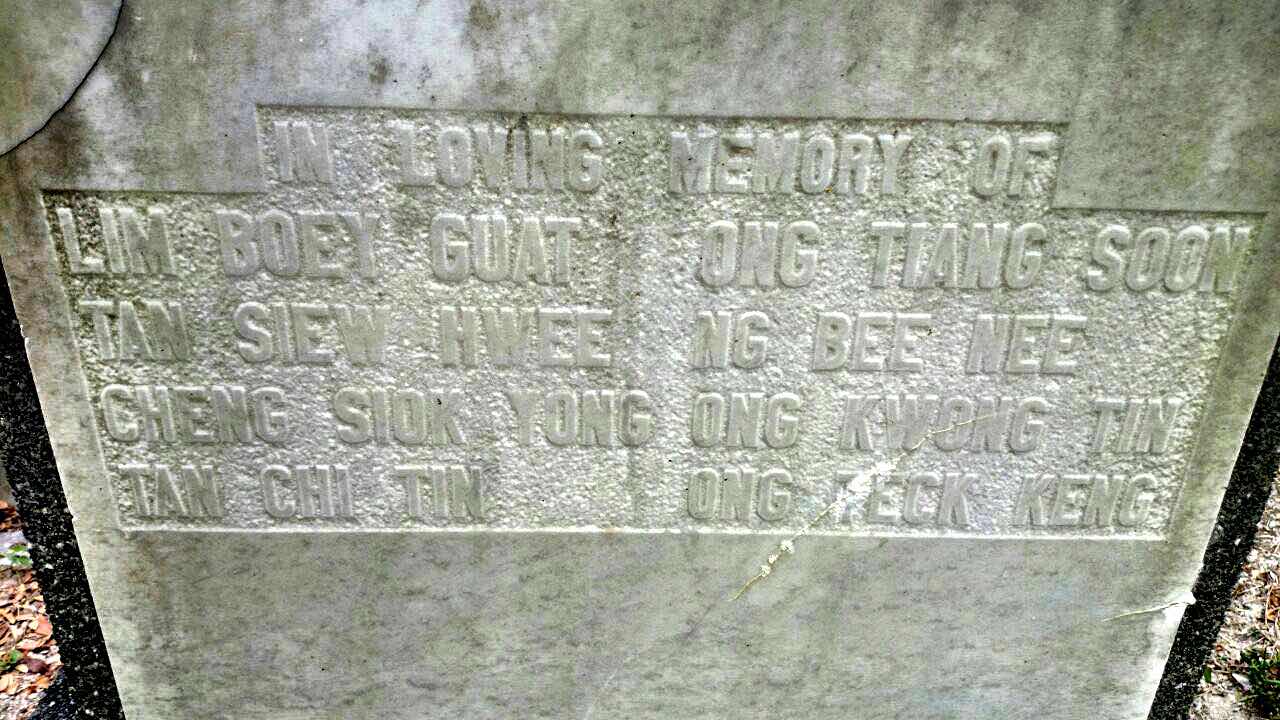 IN LOVING MEMORY OF
LIM BOEY GUAT ONG TIANG SOON
TAN SIEW HWEE NG BEE NEE
CHENG SIOK YONG ONG KWONG TIN
TAN CHI TIN ONG TECK KENG